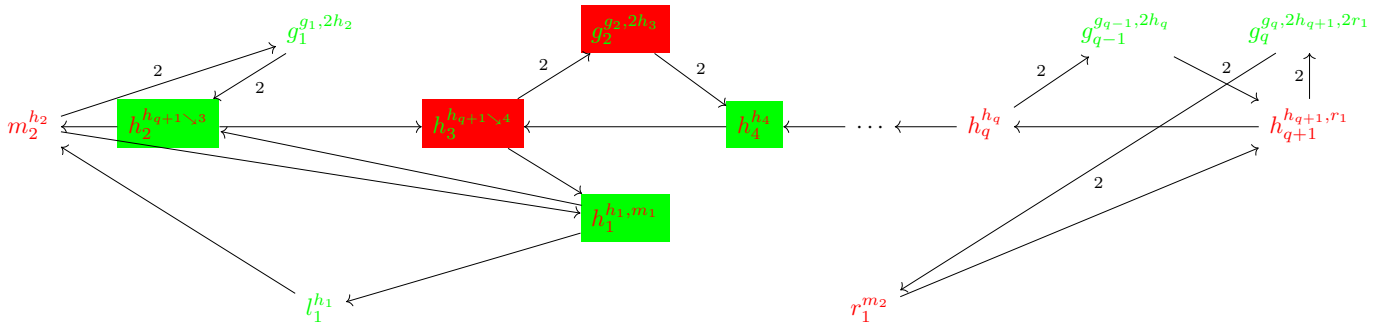 g_1^{g_1,2h_2} g_2^{g_2,2h_3} g_{q-1}^{g_{q-1},2h_q} g_q^{g_q,2h_{q+1},2r_1}
2 2 2 2 2 2 2
m_2^{h_2} h_2^{h_{q+1↘3}} h_3^{h_{q+1↘4}} h_4^{h_4} ⋯ h_q^{h_q} h_{q+1}^{h_{q+1},r_1}
2
h_1^{h_1,m_1}
l_1^{h_1} r_1^{m_2}